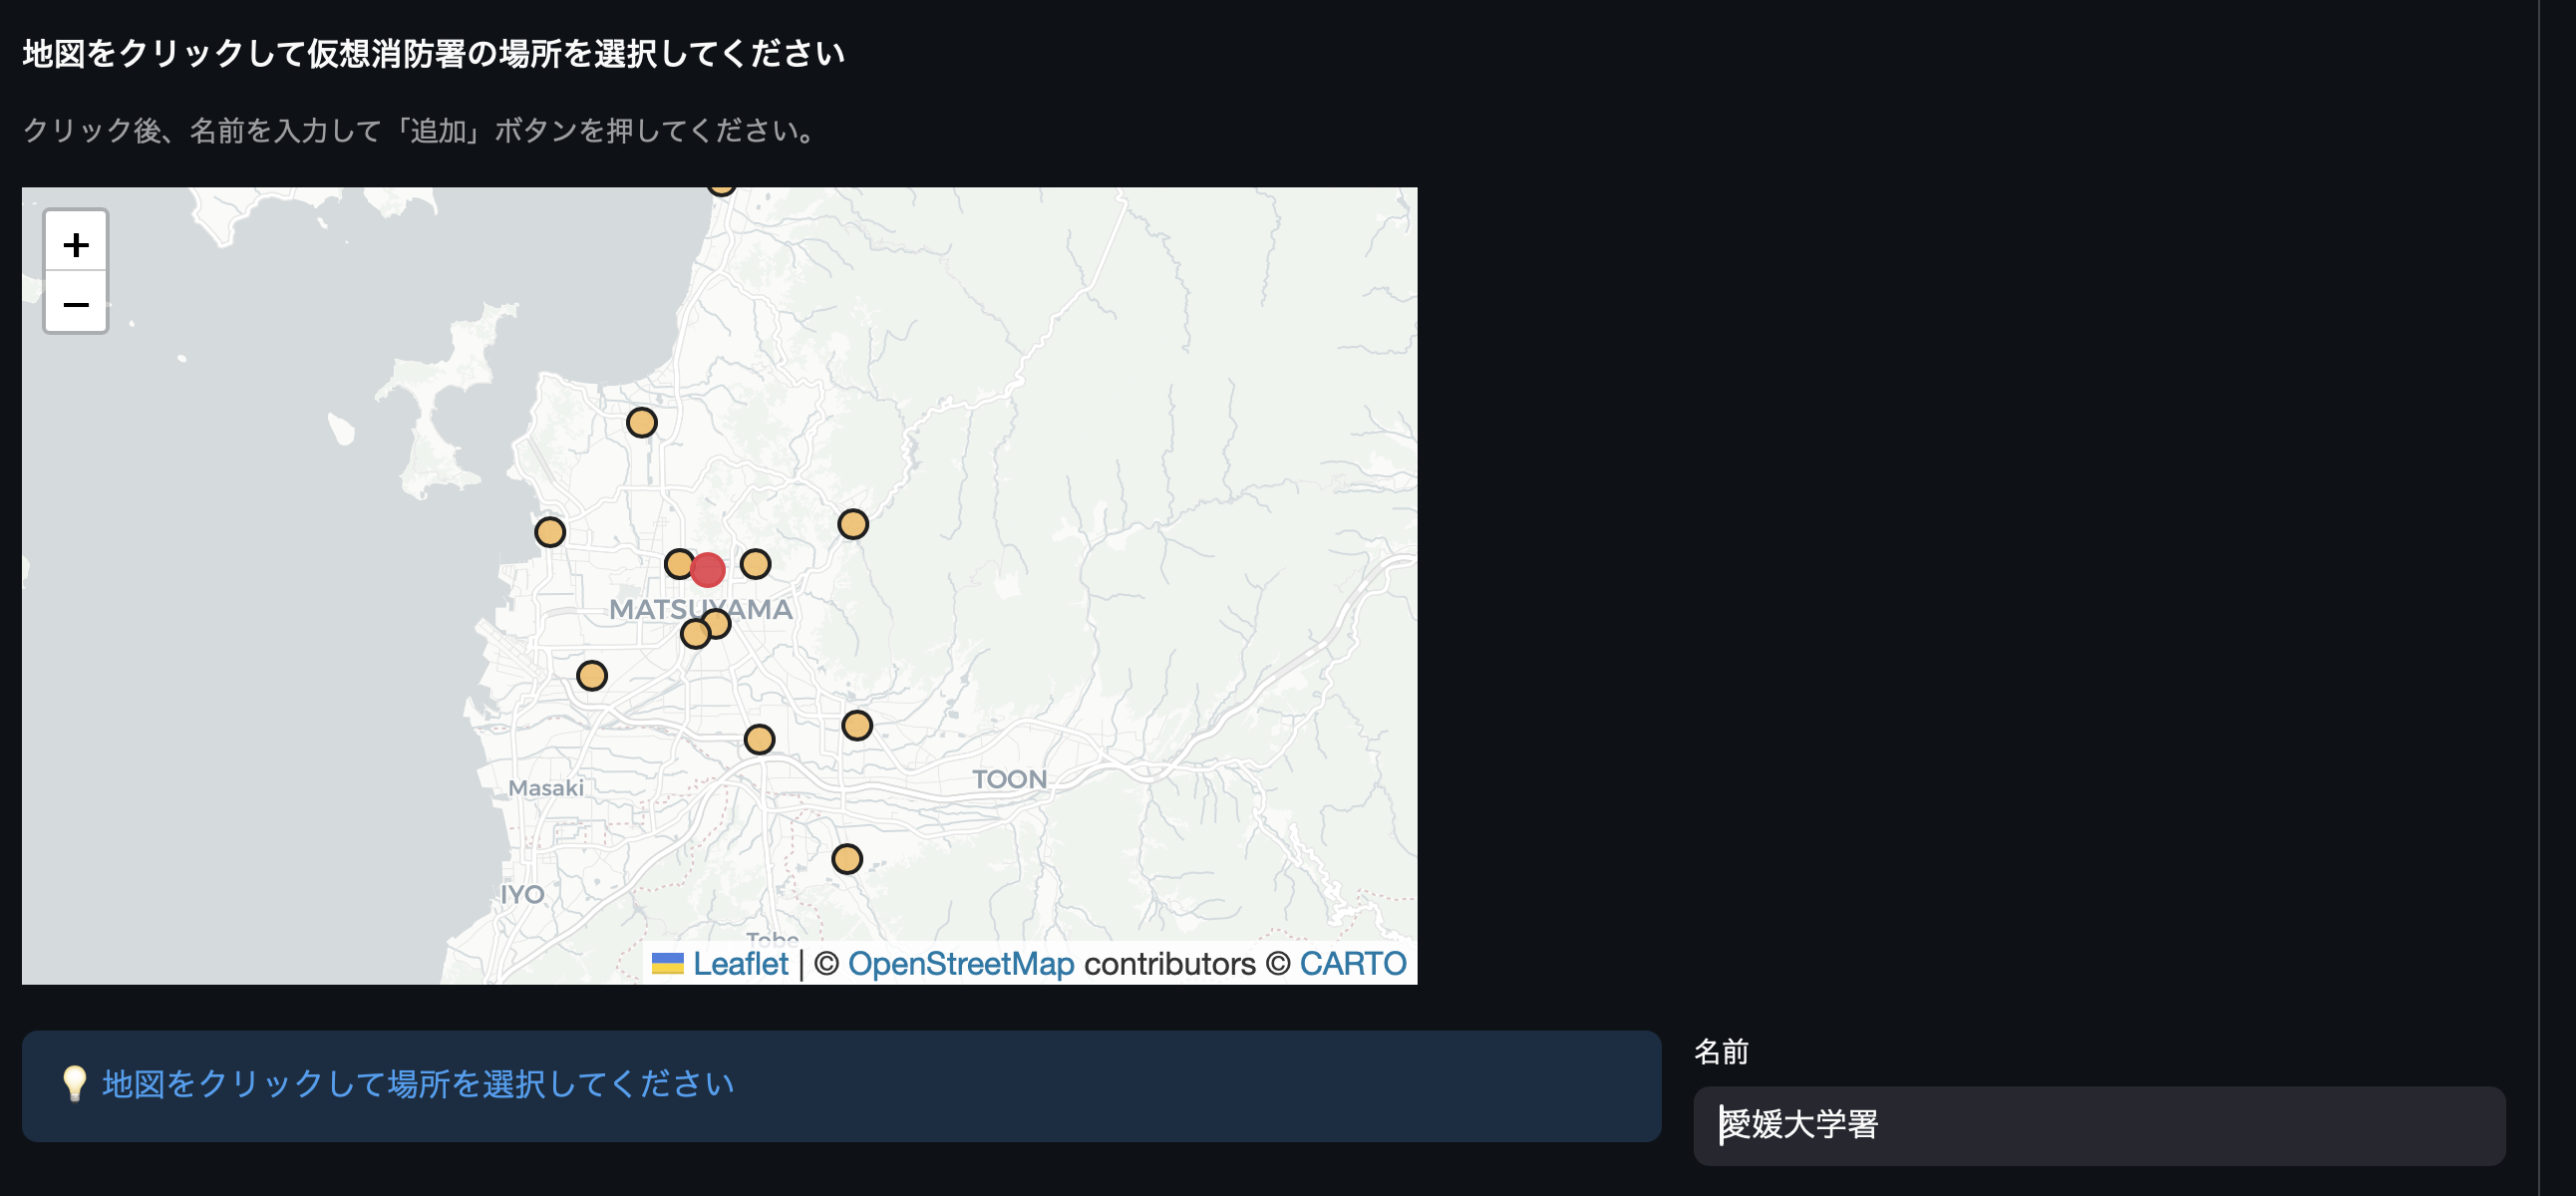 地図をクリックして仮想消防署の場所を選択してください
クリック後、名前を入力して「追加」ボタンを押してください。
+
−
MATSUYAMA
TOON
Masaki
IYO
Tobe
Leaflet | © OpenStreetMap contributors © CARTO
💡 地図をクリックして場所を選択してください
名前
愛媛大学署